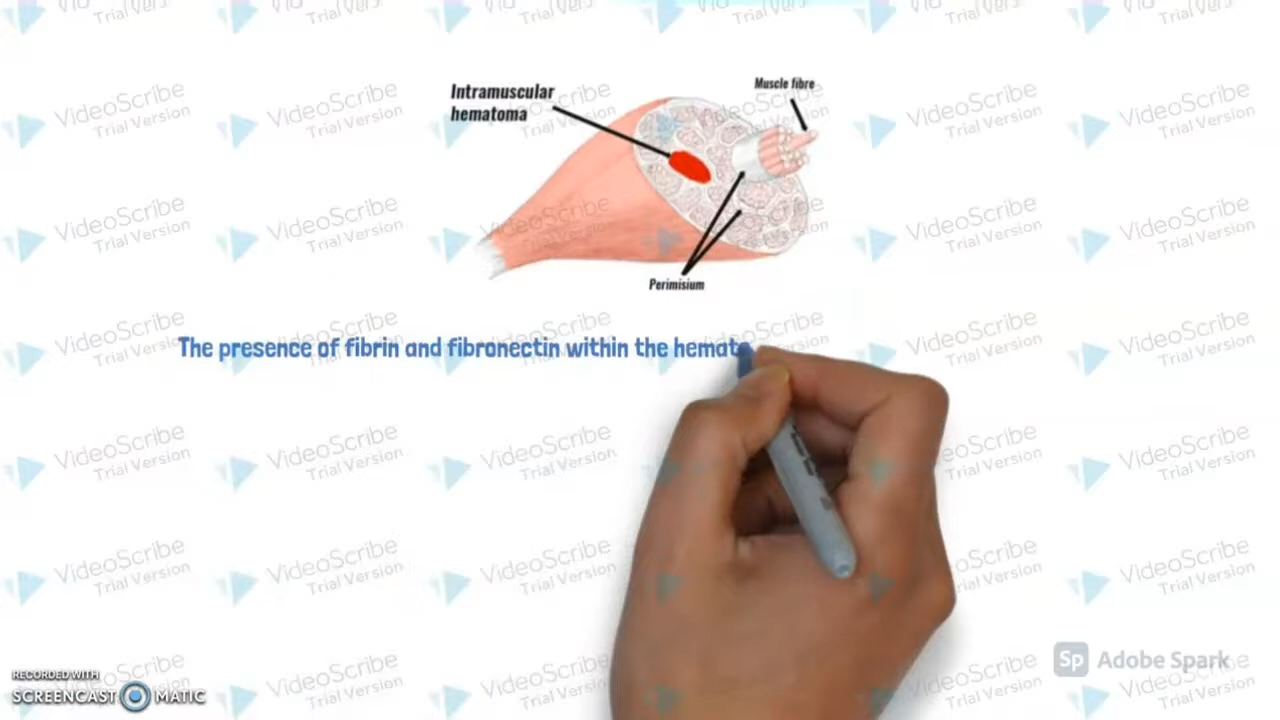 Intramuscular
hematoma
Muscle fibre
Perimisium
The presence of fibrin and fibronectin within the hemat
VideoScribe
Trial Version
RECORDED WITH
SCREENCAST MATIC
Sp Adobe Spark